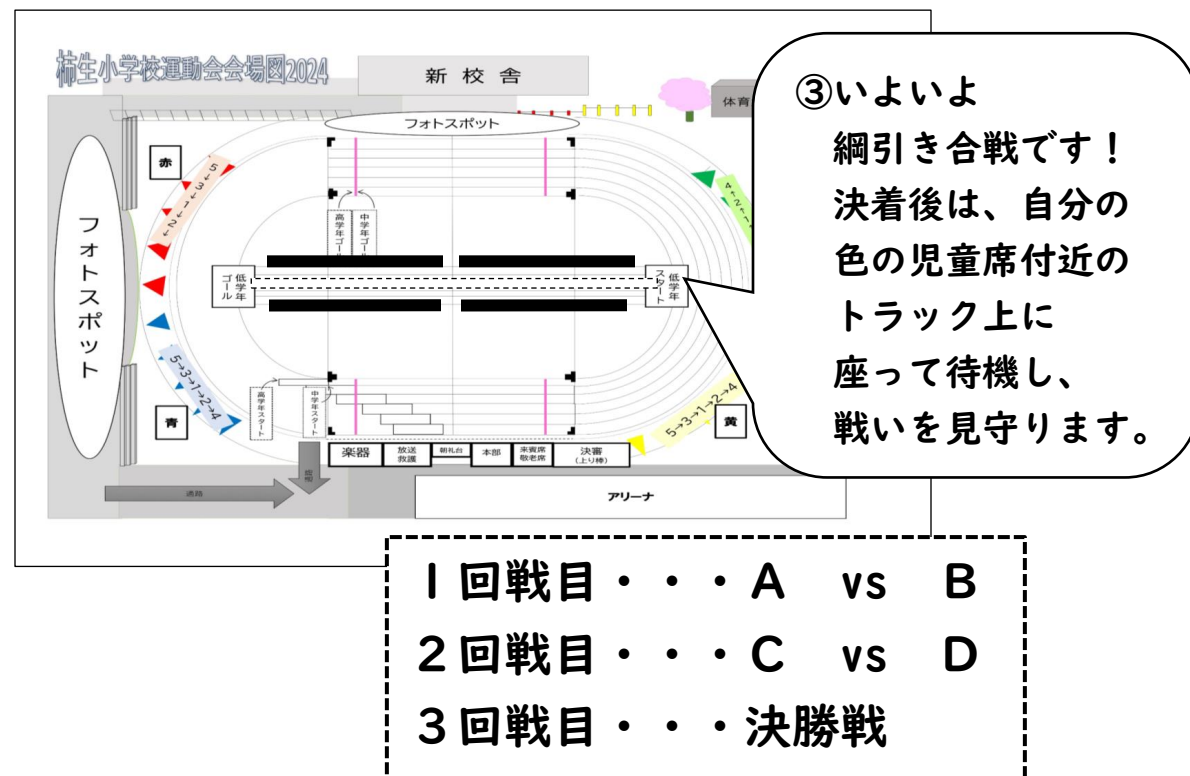 柿生小学校運動会会場図2024
新校舎
体育
フォトスポット
③いよいよ
綱引き合戦です！
決着後は、自分の
色の児童席付近の
トラック上に
座って待機し、
戦いを見守ります。
赤
5→3→1→2→
4→2→1
フォトスポット
高学年ゴール
中学年ゴール
低学年
ゴール
低学年
スタート
5→3→1→2→4
青
高学年スタート
中学年スタート
5→3→1→2→4
黄
楽器
放送
救護
朝礼台
本部
来賓席
敬老席
決審
(上り棒)
通路
アリーナ
1回戦目・・・A vs B
2回戦目・・・C vs D
3回戦目・・・決勝戦